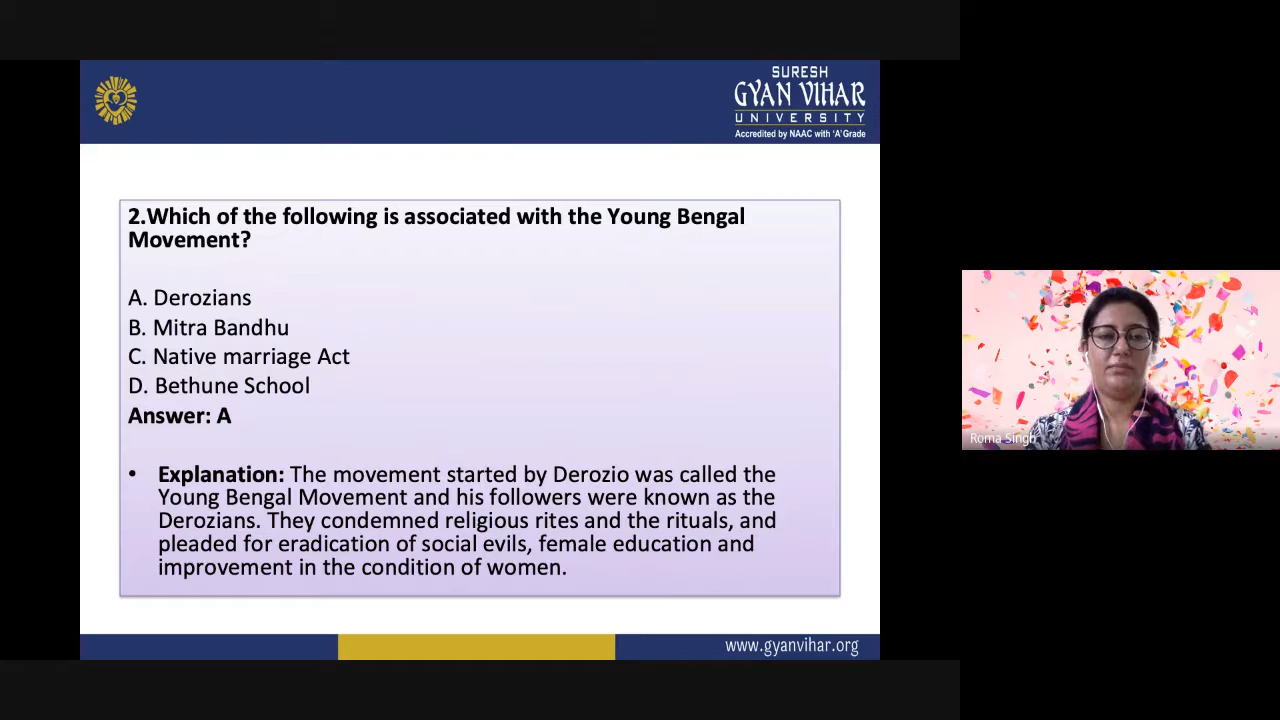 SURESH
GYAN VIHAR
UNIVERSITY
Accredited by NAAC with 'A' Grade
2.Which of the following is associated with the Young Bengal
Movement?
A. Derozians
B. Mitra Bandhu
C. Native marriage Act
D. Bethune School
Answer: A
• Explanation: The movement started by Derozio was called the
Young Bengal Movement and his followers were known as the
Derozians. They condemned religious rites and the rituals, and
pleaded for eradication of social evils, female education and
improvement in the condition of women.
www.gyanvihar.org
Roma Singh